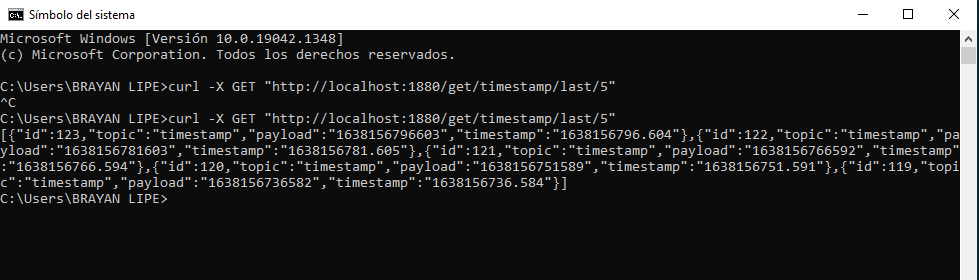 Símbolo del sistema
Microsoft Windows [Versión 10.0.19042.1348]
(c) Microsoft Corporation. Todos los derechos reservados.
C:\Users\BRAYAN LIPE>curl -X GET "http://localhost:1880/get/timestamp/last/5"
^C
C:\Users\BRAYAN LIPE>curl -X GET "http://localhost:1880/get/timestamp/last/5"
[{"id":123,"topic":"timestamp","payload":"1638156796603","timestamp":"1638156796.604"},{"id":122,"topic":"timestamp","pa
yload":"1638156781603","timestamp":"1638156781.605"},{"id":121,"topic":"timestamp","payload":"1638156766592","timestamp"
:"1638156766.594"},{"id":120,"topic":"timestamp","payload":"1638156751589","timestamp":"1638156751.591"},{"id":119,"topi
c":"timestamp","payload":"1638156736582","timestamp":"1638156736.584"}]
C:\Users\BRAYAN LIPE>